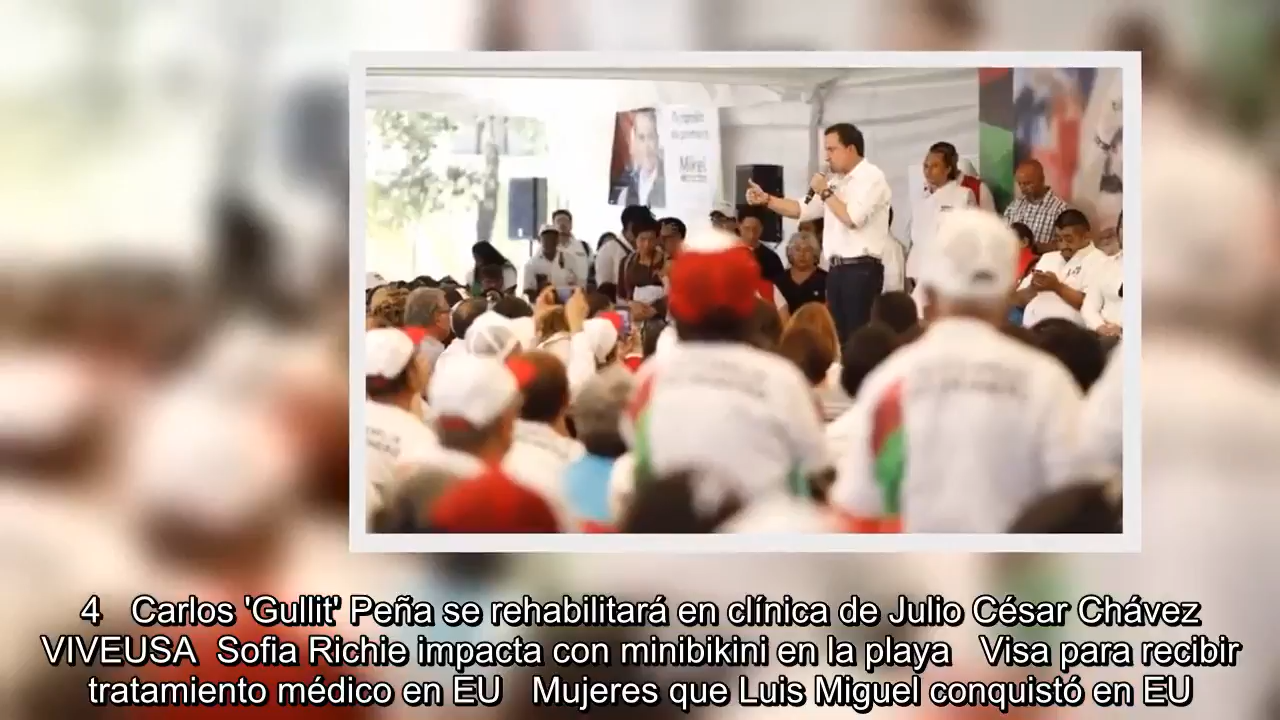 Mikel
4 Carlos 'Gullit' Peña se rehabilitará en clínica de Julio César Chávez
VIVEUSA Sofia Richie impacta con minibikini en la playa Visa para recibir
tratamiento médico en EU Mujeres que Luis Miguel conquistó en EU